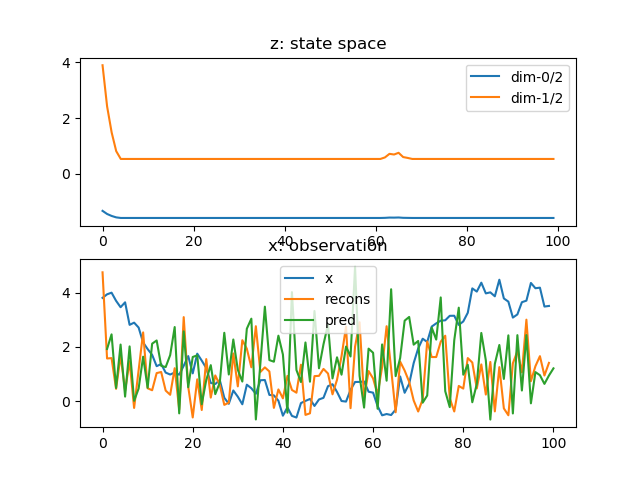 z: state space
4
2
0
dim-0/2
dim-1/2
0 20 40 60 80 100
x: observation
4
2
0
x
recons
pred
0 20 40 60 80 100